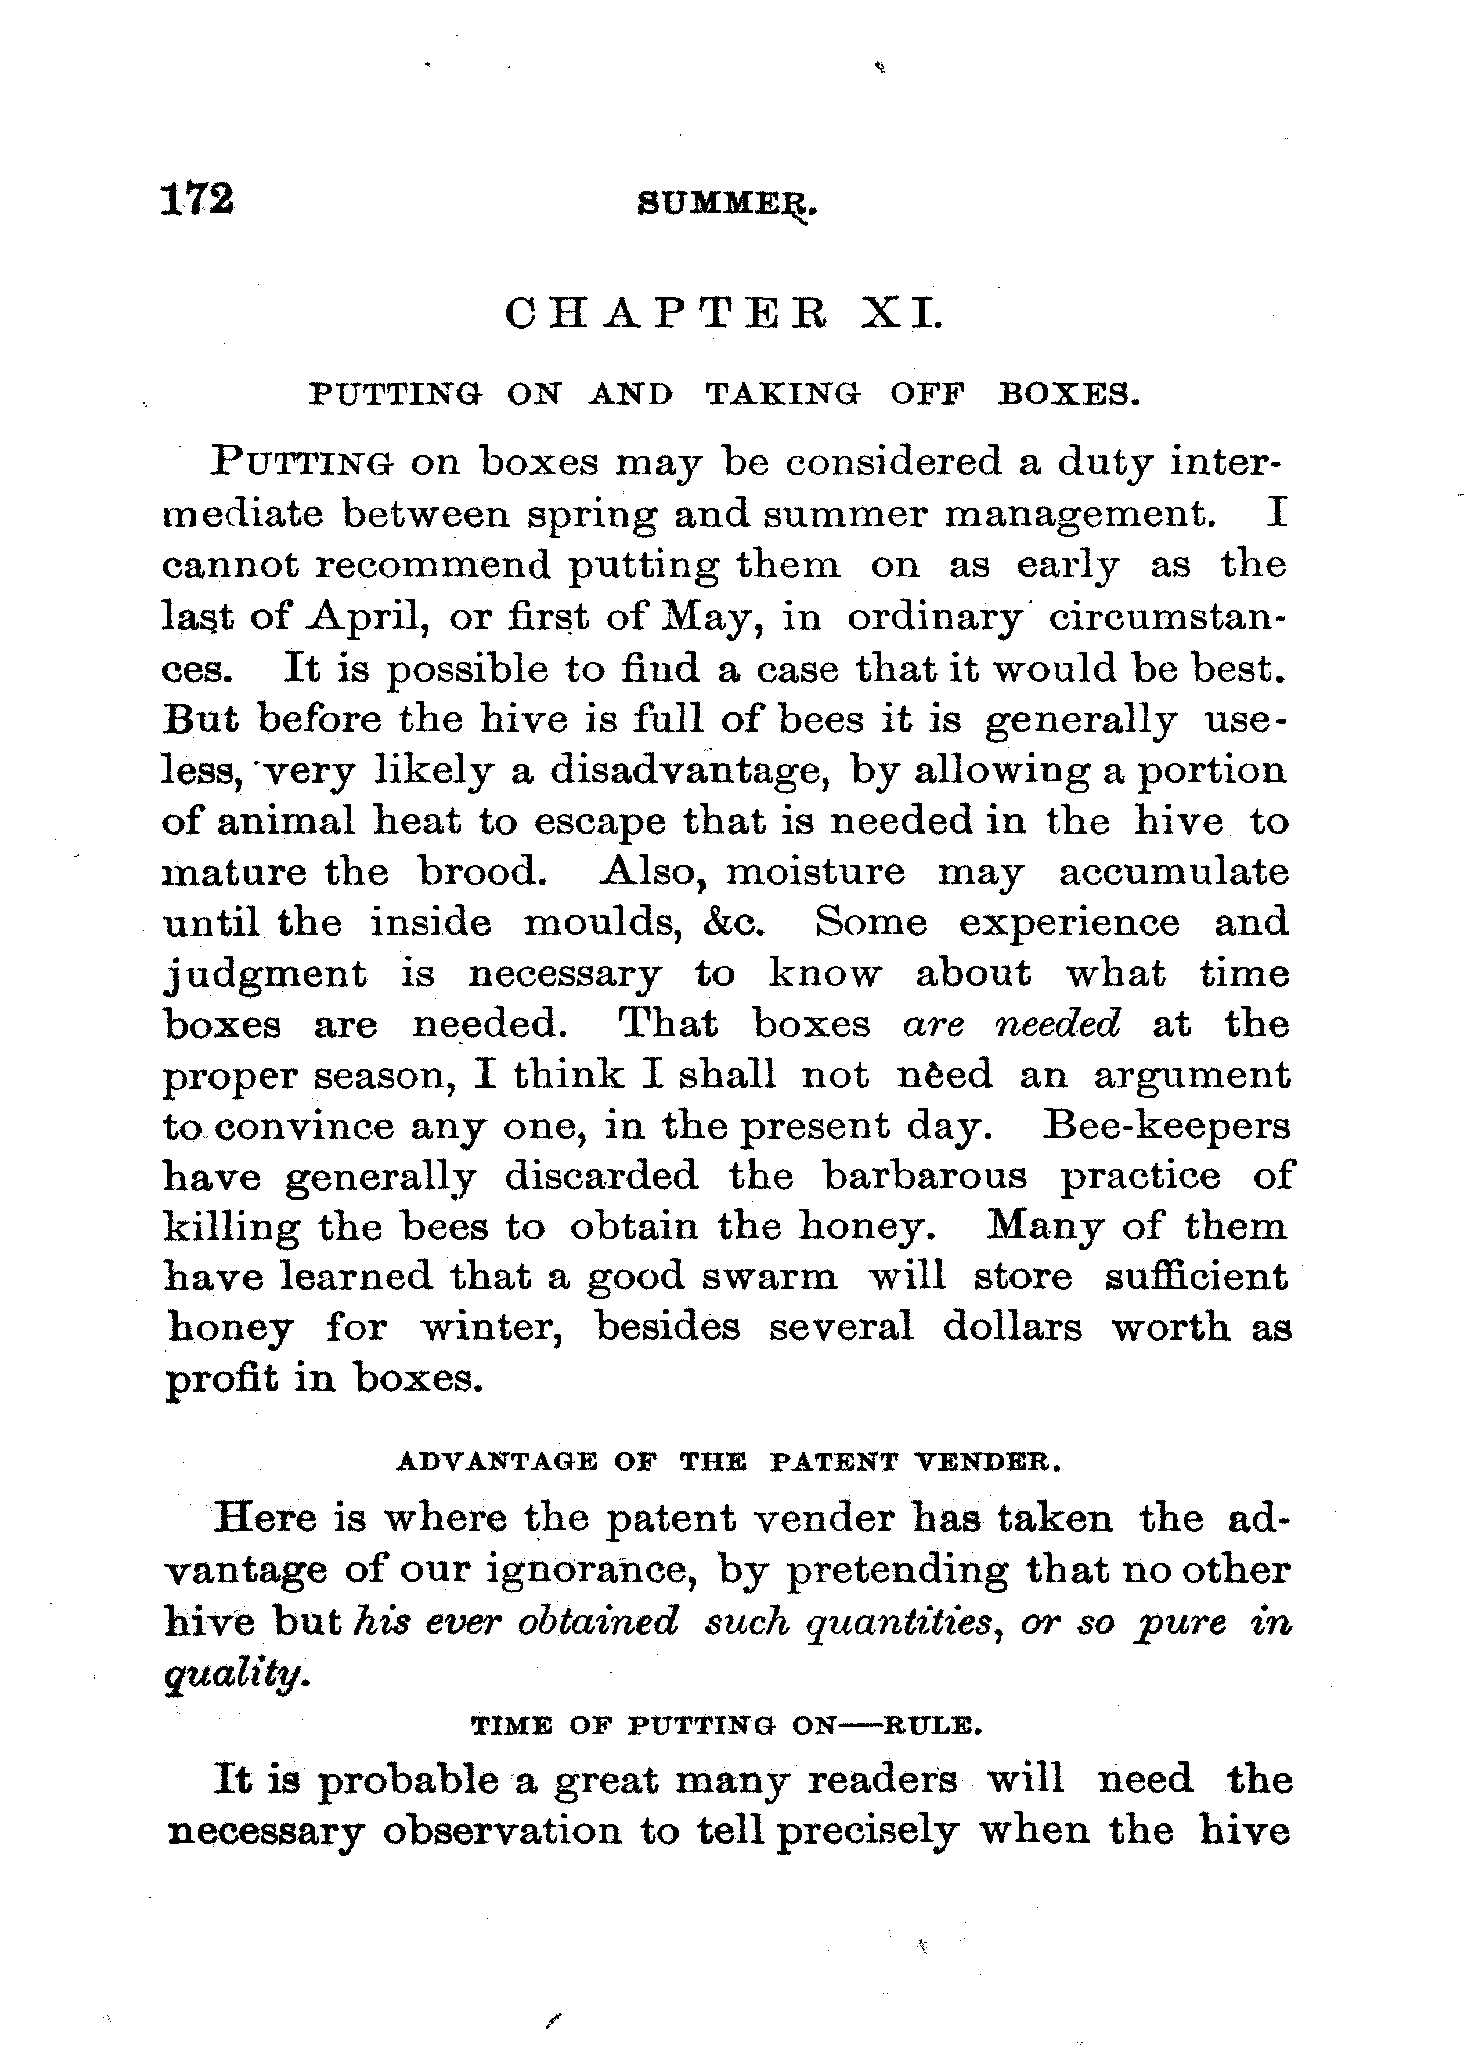 172 SUMMER.
CHAPTER XI.
PUTTING ON AND TAKING OFF BOXES.
PUTTING on boxes may be considered a duty inter-
mediate between spring and summer management. I
cannot recommend putting them on as early as the
last of April, or first of May, in ordinary circumstan-
ces. It is possible to find a case that it would be best.
But before the hive is full of bees it is generally use-
less, very likely a disadvantage, by allowing a portion
of animal heat to escape that is needed in the hive to
mature the brood. Also, moisture may accumulate
until the inside moulds, &c. Some experience and
judgment is necessary to know about what time
boxes are needed. That boxes are needed at the
proper season, I think I shall not need an argument
to convince any one, in the present day. Bee-keepers
have generally discarded the barbarous practice of
killing the bees to obtain the honey. Many of them
have learned that a good swarm will store sufficient
honey for winter, besides several dollars worth as
profit in boxes.
ADVANTAGE OF THE PATENT VENDER.
Here is where the patent vender has taken the ad-
vantage of our ignorance, by pretending that no other
hive but his ever obtained such quantities, or so pure in
quality.
TIME OF PUTTING ON—RULE.
It is probable a great many readers will need the
necessary observation to tell precisely when the hive